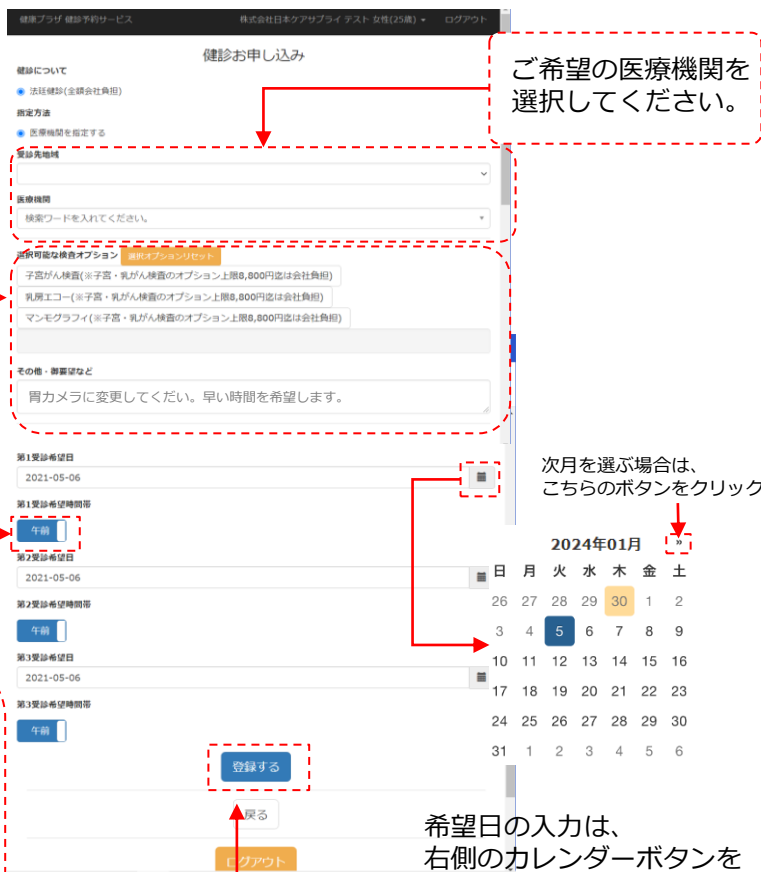 健康プラザ 健診予約サービス
株式会社日本ケアサプライ テスト 女性(25歳)
ログアウト
健診お申し込み
健診について
法廷健診(全額会社負担)
指定方法
医療機関を指定する
受診先地域
医療機関
検索ワードを入れてください。
ご希望の医療機関を
選択してください。
選択可能な検査オプション 選択オプションリセット
子宮がん検査(※子宮・乳がん検査のオプション上限8,800円迄は会社負担)
乳房エコー(※子宮・乳がん検査のオプション上限8,800円迄は会社負担)
マンモグラフィ(※子宮・乳がん検査のオプション上限8,800円迄は会社負担)
その他・御要望など
胃カメラに変更してくだい。早い時間を希望します。
第1受診希望日
2021-05-06
第1受診希望時間帯
午前
第2受診希望日
2021-05-06
第2受診希望時間帯
午前
第3受診希望日
2021-05-06
第3受診希望時間帯
午前
登録する
戻る
ログアウト
次月を選ぶ場合は、
こちらのボタンをクリック
2024年01月 »
日 月 火 水 木 金 土
26 27 28 29 30 1 2
3 4 5 6 7 8 9
10 11 12 13 14 15 16
17 18 19 20 21 22 23
24 25 26 27 28 29 30
31 1 2 3 4 5 6
希望日の入力は、
右側のカレンダーボタンを